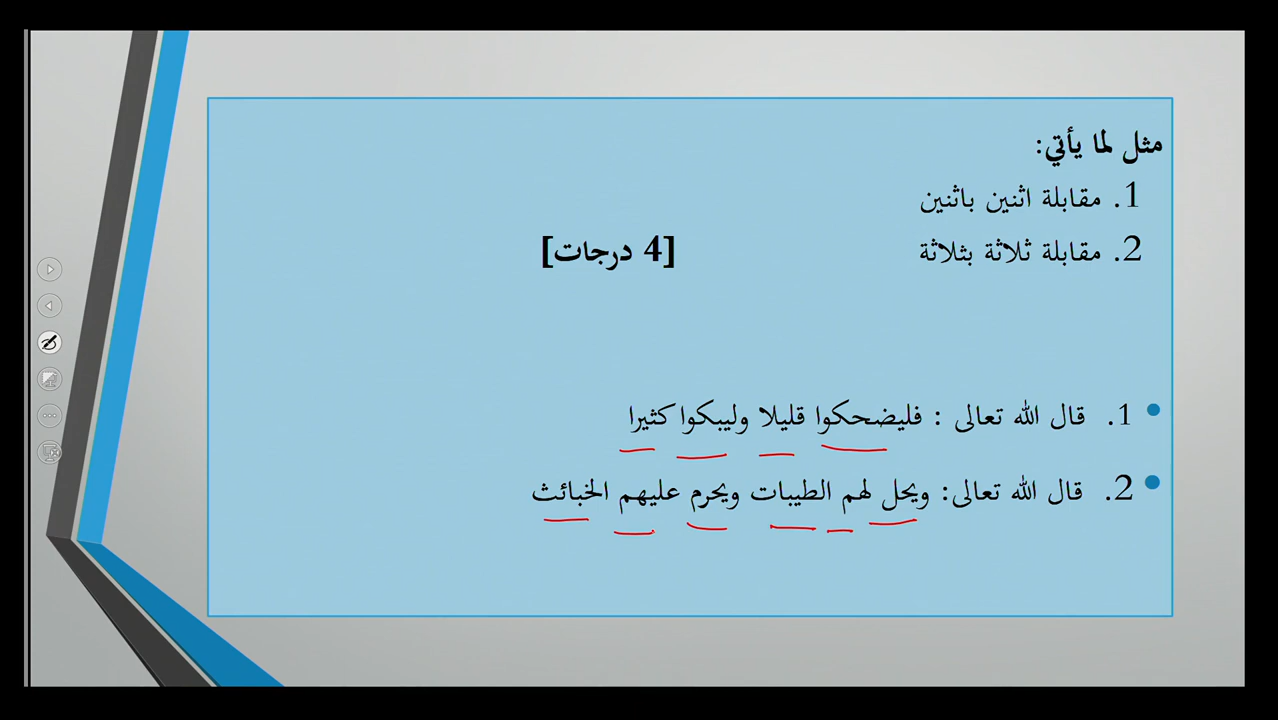 مثل لما يأتي:
1. مقابلة اثنين باثنين
2. مقابلة ثلاثة بثلاثة [4 درجات]
1. قال الله تعالى : فليضحكوا قليلا وليبكوا كثيرا
2. قال الله تعالى: ويحل لهم الطيبات ويحرم عليهم الخبائث